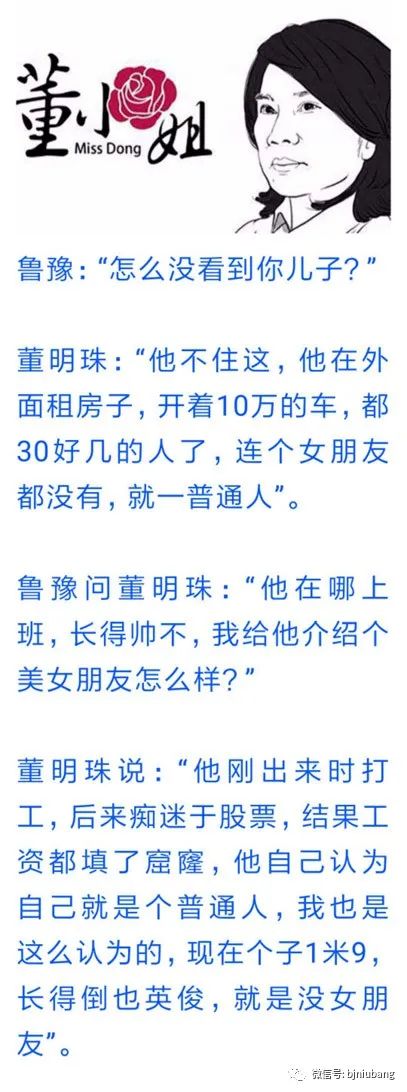 董小姐
Miss Dong
鲁豫：“怎么没看到你儿子？”
董明珠：“他不住这，他在外
面租房子，开着10万的车，都
30好几的人了，连个女朋友
都没有，就一普通人”。
鲁豫问董明珠：“他在哪上
班，长得帅不，我给他介绍个
美女朋友怎么样？”
董明珠说：“他刚出来时打
工，后来痴迷于股票，结果工
资都填了窟窿，他自己认为
自己就是个普通人，我也是
这么认为的，现在个子1米9，
长得倒也英俊，就是没女朋
友”。
微信号: bjniubang